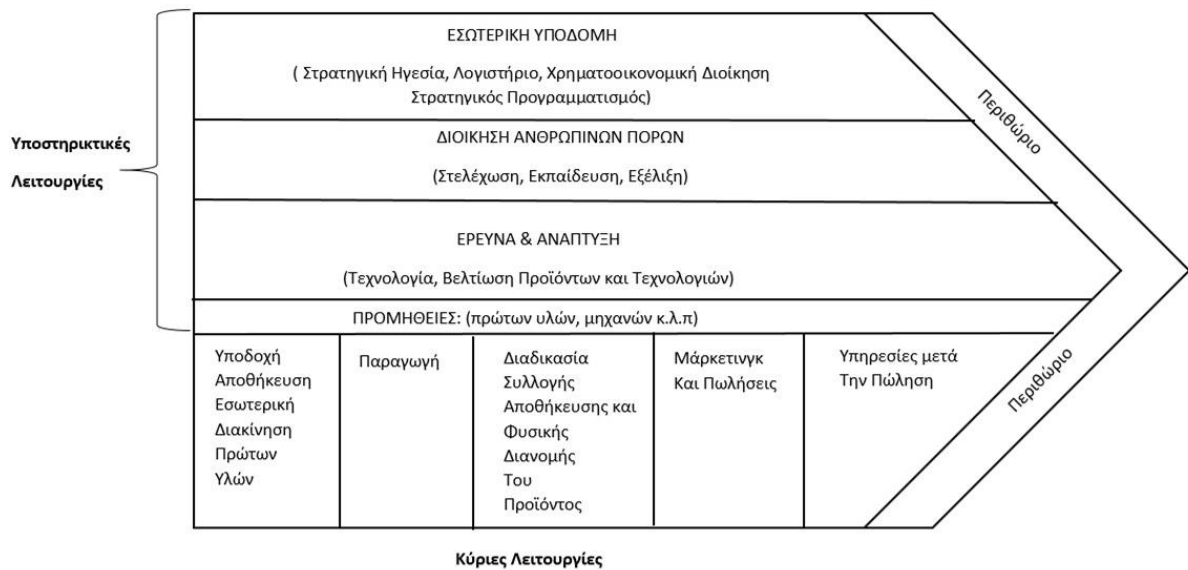 ΕΣΩΤΕΡΙΚΗ ΥΠΟΔΟΜΗ
( Στρατηγική Ηγεσία, Λογιστήριο, Χρηματοοικονομική Διοίκηση
Στρατηγικός Προγραμματισμός)
Περιθώριο
Υποστηρικτικές
Λειτουργίες
ΔΙΟΙΚΗΣΗ ΑΝΘΡΩΠΙΝΩΝ ΠΟΡΩΝ
(Στελέχωση, Εκπαίδευση, Εξέλιξη)
ΕΡΕΥΝΑ & ΑΝΑΠΤΥΞΗ
(Τεχνολογία, Βελτίωση Προϊόντων και Τεχνολογιών)
ΠΡΟΜΗΘΕΙΕΣ: (πρώτων υλών, μηχανών κ.λ.π)
Υποδοχή
Αποθήκευση
Εσωτερική
Διακίνηση
Πρώτων
Υλών
Παραγωγή
Διαδικασία
Συλλογής
Αποθήκευσης και
Φυσικής
Διανομής
Του
Προϊόντος
Μάρκετινγκ
Και Πωλήσεις
Υπηρεσίες μετά
Την Πώληση
Περιθώριο
Κύριες Λειτουργίες